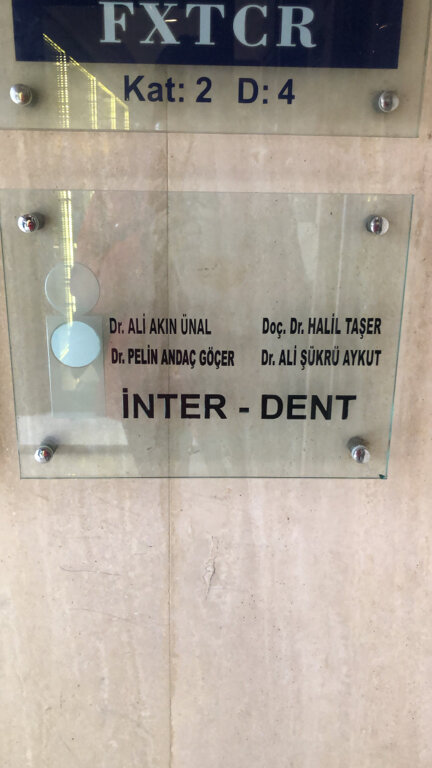 FXTCR
Kat: 2 D: 4
Dr. ALİ AKIN ÜNAL Doç. Dr. HALİL TAŞER
Dr. PELİN ANDAÇ GÖÇER Dr. ALİ ŞÜKRÜ AYKUT
İNTER - DENT